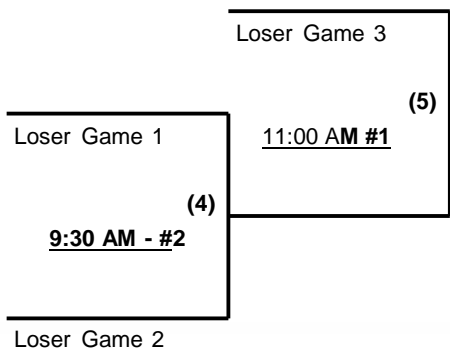 Loser Game 3
(5)
Loser Game 1
11:00 AM #1
(4)
9:30 AM - #2
Loser Game 2